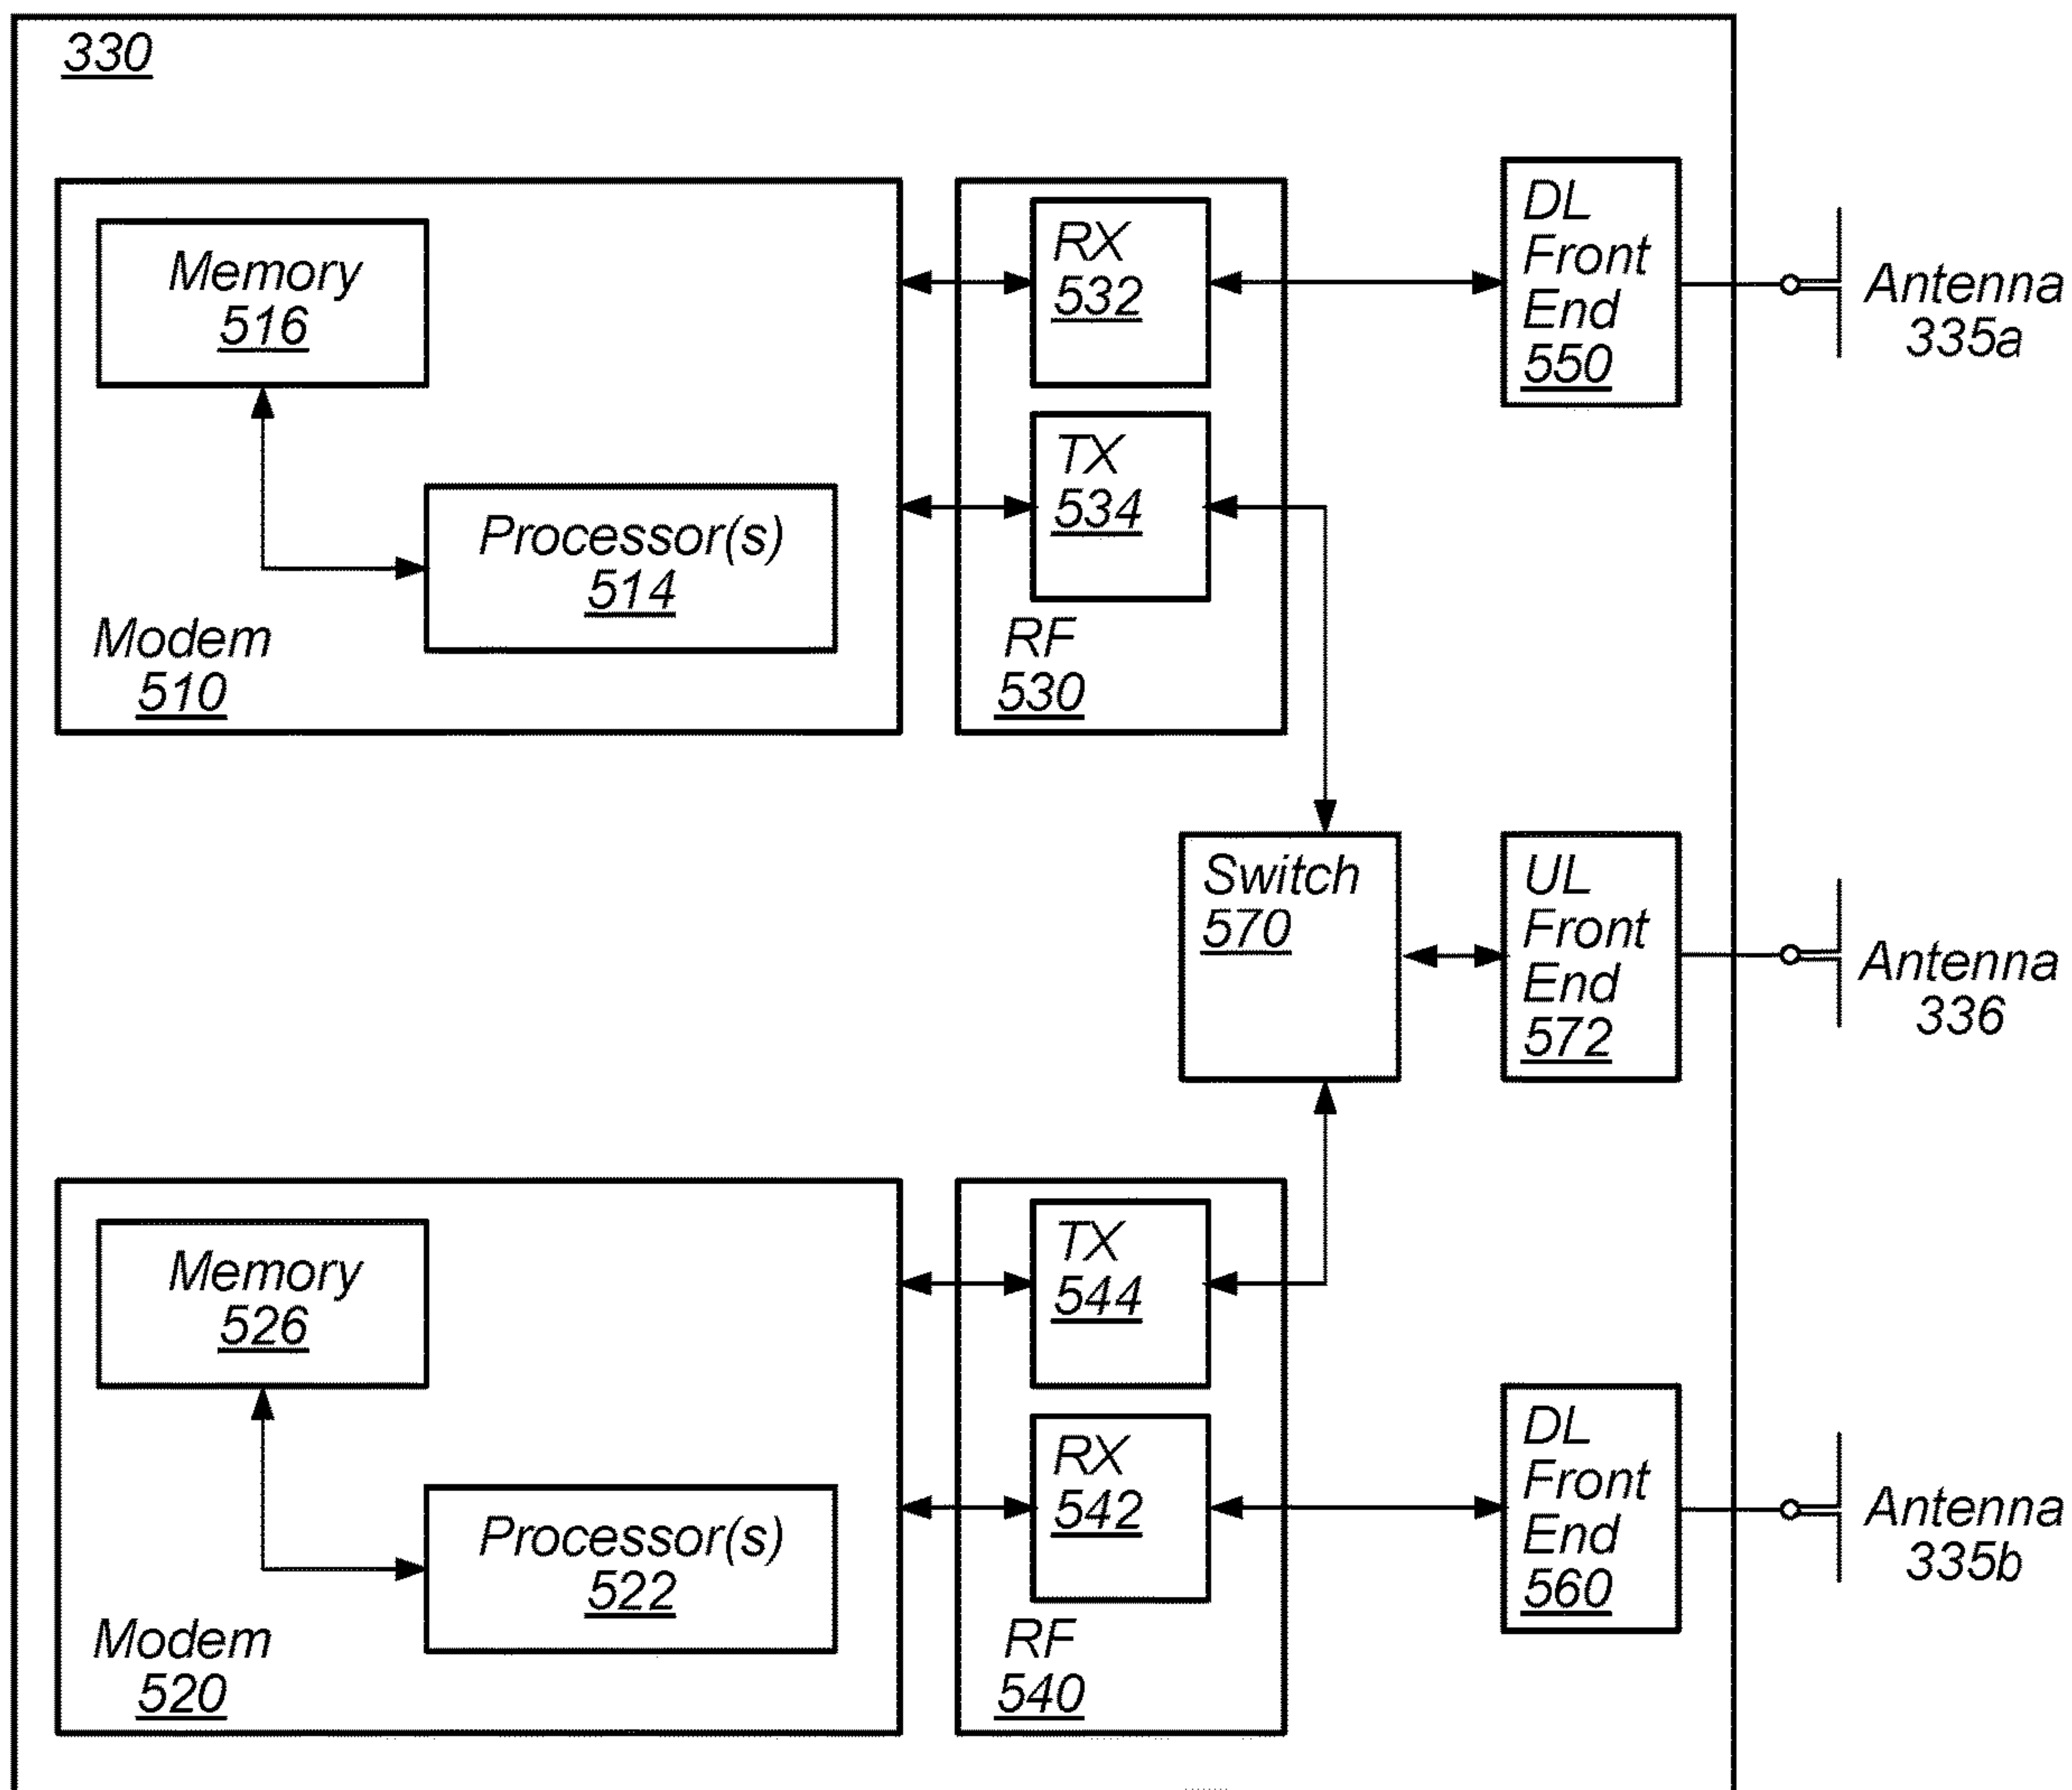 330
Memory
516
Processor(s)
514
Modem
510
RX
532
TX
534
RF
530
DL
Front
End
550
Antenna
335a
Switch
570
UL
Front
End
572
Antenna
336
Memory
526
Processor(s)
522
Modem
520
TX
544
RX
542
RF
540
DL
Front
End
560
Antenna
335b